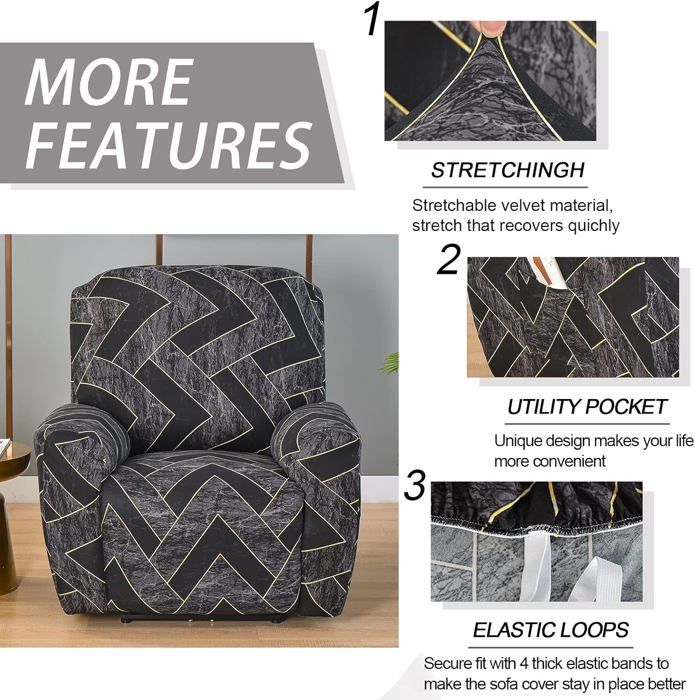 MORE
FEATURES
1
STRETCHINGH
Stretchable velvet material,
stretch that recovers quickly
2
UTILITY POCKET
Unique design makes your life
more convenient
3
ELASTIC LOOPS
Secure fit with 4 thick elastic bands to
make the sofa cover stay in place better